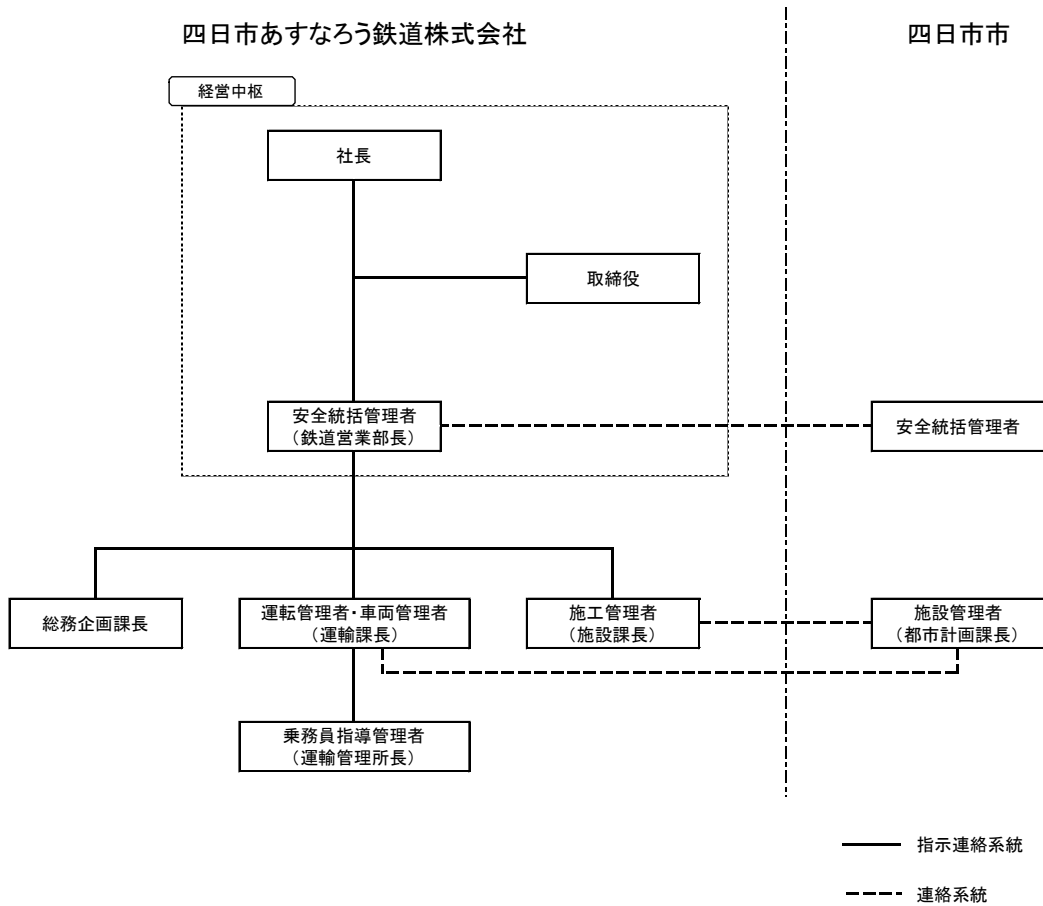 四日市あすなろう鉄道株式会社
四日市市
経営中枢
社長
取締役
安全統括管理者
（鉄道営業部長）
安全統括管理者
総務企画課長
運転管理者・車両管理者
（運輸課長）
施工管理者
（施設課長）
施設管理者
（都市計画課長）
乗務員指導管理者
（運輸管理所長）
指示連絡系統
連絡系統